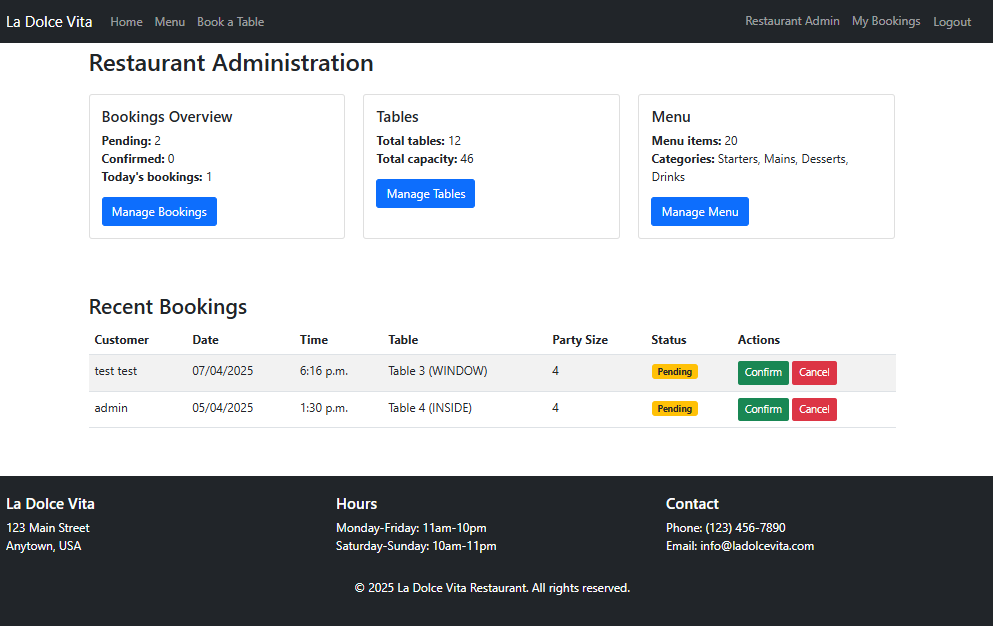 La Dolce Vita Home Menu Book a Table Restaurant Admin My Bookings Logout
Restaurant Administration
Bookings Overview
Pending: 2
Confirmed: 0
Today's bookings: 1
Manage Bookings
Tables
Total tables: 12
Total capacity: 46
Manage Tables
Menu
Menu items: 20
Categories: Starters, Mains, Desserts,
Drinks
Manage Menu
Recent Bookings
Customer Date Time Table Party Size Status Actions
test test 07/04/2025 6:16 p.m. Table 3 (WINDOW) 4 Pending Confirm Cancel
admin 05/04/2025 1:30 p.m. Table 4 (INSIDE) 4 Pending Confirm Cancel
La Dolce Vita
123 Main Street
Anytown, USA
Hours
Monday-Friday: 11am-10pm
Saturday-Sunday: 10am-11pm
Contact
Phone: (123) 456-7890
Email: info@ladolcevita.com
© 2025 La Dolce Vita Restaurant. All rights reserved.